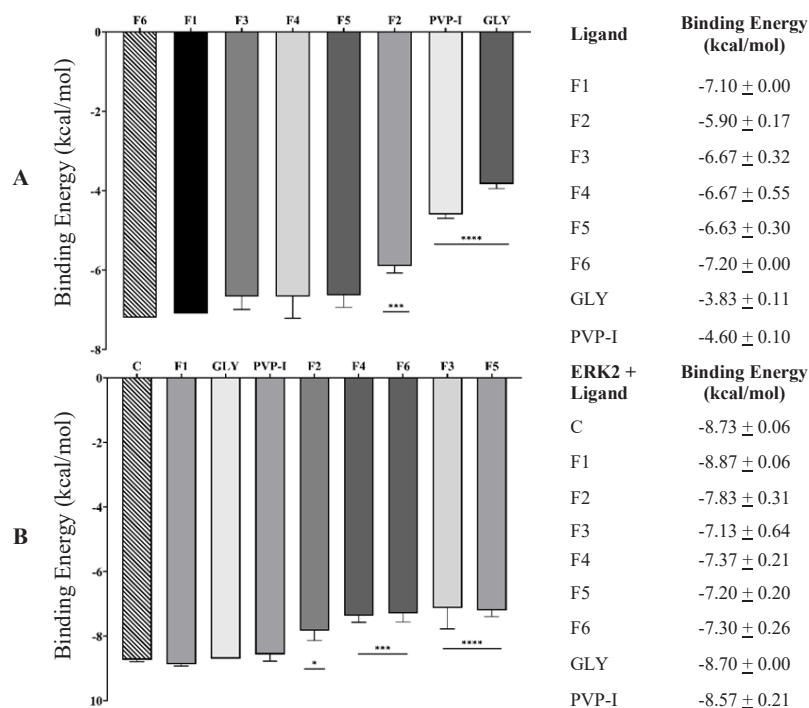 F6 F1 F3 F4 F5 F2 PVP-I GLY
0
-2
-4
-6
-8
Binding Energy (kcal/mol)
A
***
****
Ligand Binding Energy
(kcal/mol)
F1 -7.10 ± 0.00
F2 -5.90 ± 0.17
F3 -6.67 ± 0.32
F4 -6.67 ± 0.55
F5 -6.63 ± 0.30
F6 -7.20 ± 0.00
GLY -3.83 ± 0.11
PVP-I -4.60 ± 0.10
C F1 GLY PVP-I F2 F4 F6 F3 F5
0
-2
-4
-6
-8
10
Binding Energy (kcal/mol)
B
*
***
****
ERK2 + Binding Energy
Ligand (kcal/mol)
C -8.73 ± 0.06
F1 -8.87 ± 0.06
F2 -7.83 ± 0.31
F3 -7.13 ± 0.64
F4 -7.37 ± 0.21
F5 -7.20 ± 0.20
F6 -7.30 ± 0.26
GLY -8.70 ± 0.00
PVP-I -8.57 ± 0.21